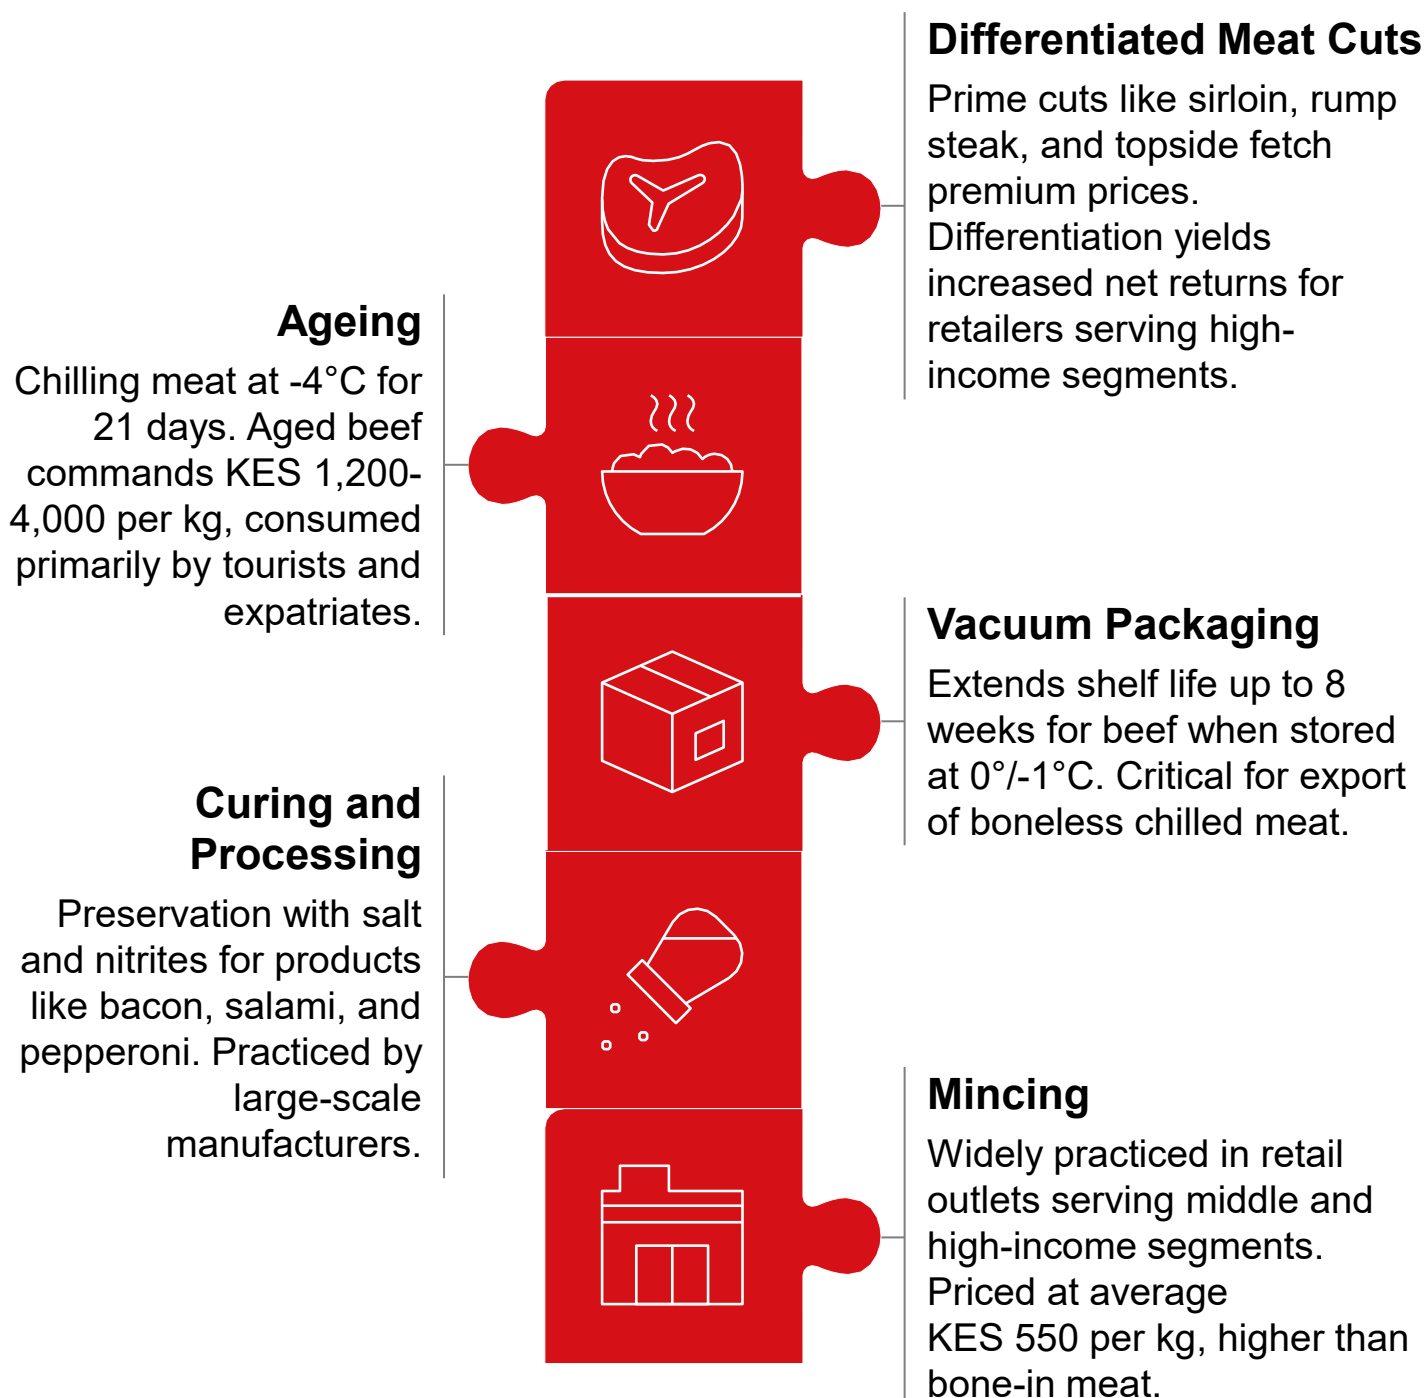 Differentiated Meat Cuts
Prime cuts like sirloin, rump
steak, and topside fetch
premium prices.
Differentiation yields
increased net returns for
retailers serving high-
income segments.
Ageing
Chilling meat at -4°C for
21 days. Aged beef
commands KES 1,200-
4,000 per kg, consumed
primarily by tourists and
expatriates.
Vacuum Packaging
Extends shelf life up to 8
weeks for beef when stored
at 0°/-1°C. Critical for export
of boneless chilled meat.
Curing and
Processing
Preservation with salt
and nitrites for products
like bacon, salami, and
pepperoni. Practiced by
large-scale
manufacturers.
Mincing
Widely practiced in retail
outlets serving middle and
high-income segments.
Priced at average
KES 550 per kg, higher than
bone-in meat.